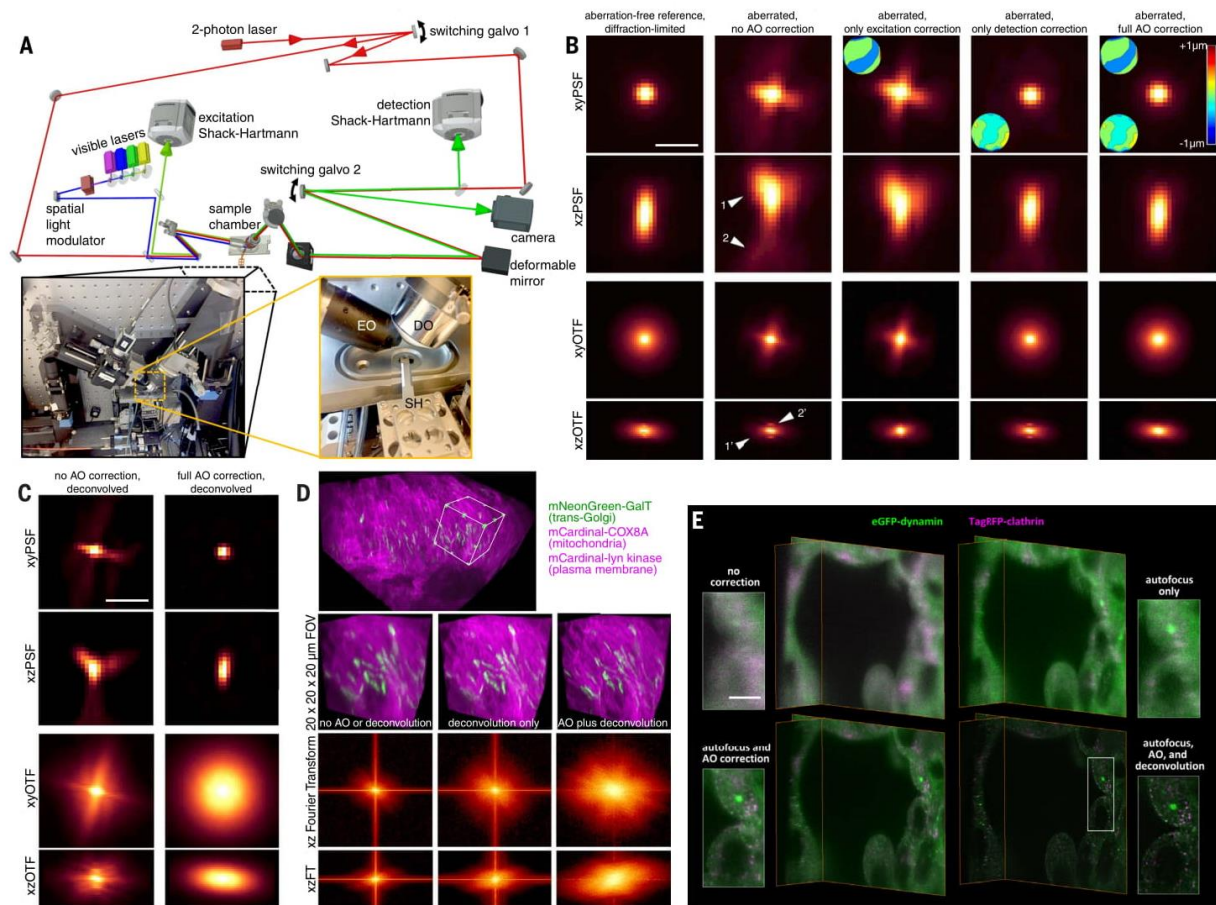 A
2-photon laser
switching galvo 1
excitation
Shack-Hartmann
detection
Shack-Hartmann
visible lasers
switching galvo 2
spatial
light
modulator
sample
chamber
camera
deformable
mirror
EO
DO
SH
B
aberration-free reference,
diffraction-limited
aberrated,
no AO correction
aberrated,
only excitation correction
aberrated,
only detection correction
aberrated,
full AO correction
xyPSF
+1µm
-1µm
xzPSF
1
2
xyOTF
xzOTF
2'
1'
C
no AO correction,
deconvolved
full AO correction,
deconvolved
xyPSF
xzPSF
xyOTF
xzOTF
D
mNeonGreen-GalT
(trans-Golgi)
mCardinal-COX8A
(mitochondria)
mCardinal-lyn kinase
(plasma membrane)
20 x 20 x 20 µm FOV
no AO or deconvolution
deconvolution only
AO plus deconvolution
xz Fourier Transform
xzFT
E
eGFP-dynamin
TagRFP-clathrin
no
correction
autofocus
only
autofocus and
AO correction
autofocus,
AO, and
deconvolution